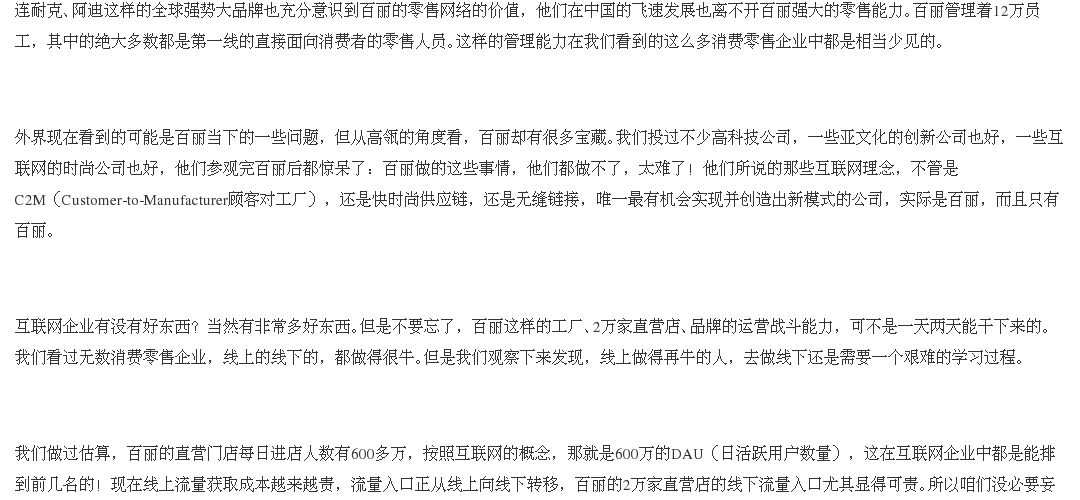 连耐克、阿迪这样的全球强势大品牌也充分意识到百丽的零售网络的价值，他们在中国的飞速发展也离不开百丽强大的零售能力。百丽管理着12万员
工，其中的绝大多数都是第一线的直接面向消费者的零售人员。这样的管理能力在我们看到的这么多消费零售企业中都是相当少见的。
外界现在看到的可能是百丽当下的一些问题，但从高瓴的角度看，百丽却有很多宝藏。我们投过不少高科技公司，一些亚文化的创新公司也好，一些互
联网的时尚公司也好，他们参观完百丽后都惊呆了：百丽做的这些事情，他们都做不了，太难了！他们所说的那些互联网理念，不管是
C2M（Customer-to-Manufacturer顾客对工厂），还是快时尚供应链，还是无缝链接，唯一最有机会实现并创造出新模式的公司，实际是百丽，而且只有
百丽。
互联网企业有没有好东西？当然有非常多好东西。但是不要忘了，百丽这样的工厂、2万家直营店、品牌的运营战斗能力，可不是一天两天能干下来的。
我们看过无数消费零售企业，线上的线下的，都做得很牛。但是我们观察下来发现，线上做得再牛的人，去做线下还是需要一个艰难的学习过程。
我们做过估算，百丽的直营门店每日进店人数有600多万，按照互联网的概念，那就是600万的DAU（日活跃用户数量），这在互联网企业中都是能排
到前几名的！现在线上流量获取成本越来越贵，流量入口正从线上向线下转移，百丽的2万家直营店的线下流量入口尤其显得可贵。所以咱们没必要妄